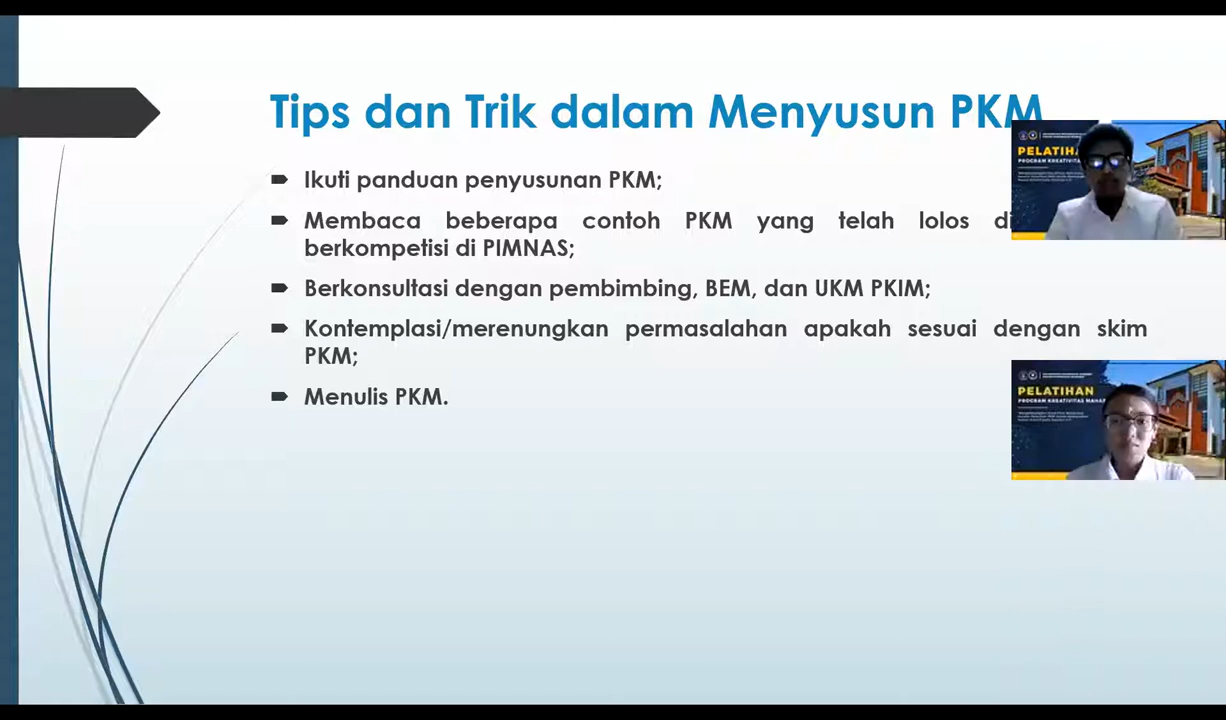 Tips dan Trik dalam Menyusun PKM
Ikuti panduan penyusunan PKM;
Membaca beberapa contoh PKM yang telah lolos
berkompetisi di PIMNAS;
Berkonsultasi dengan pembimbing, BEM, dan UKM PKIM;
Kontemplasi/merenungkan permasalahan apakah sesuai dengan skim
PKM;
Menulis PKM.
PELATIHAN
PROGRAM KREATIVITAS